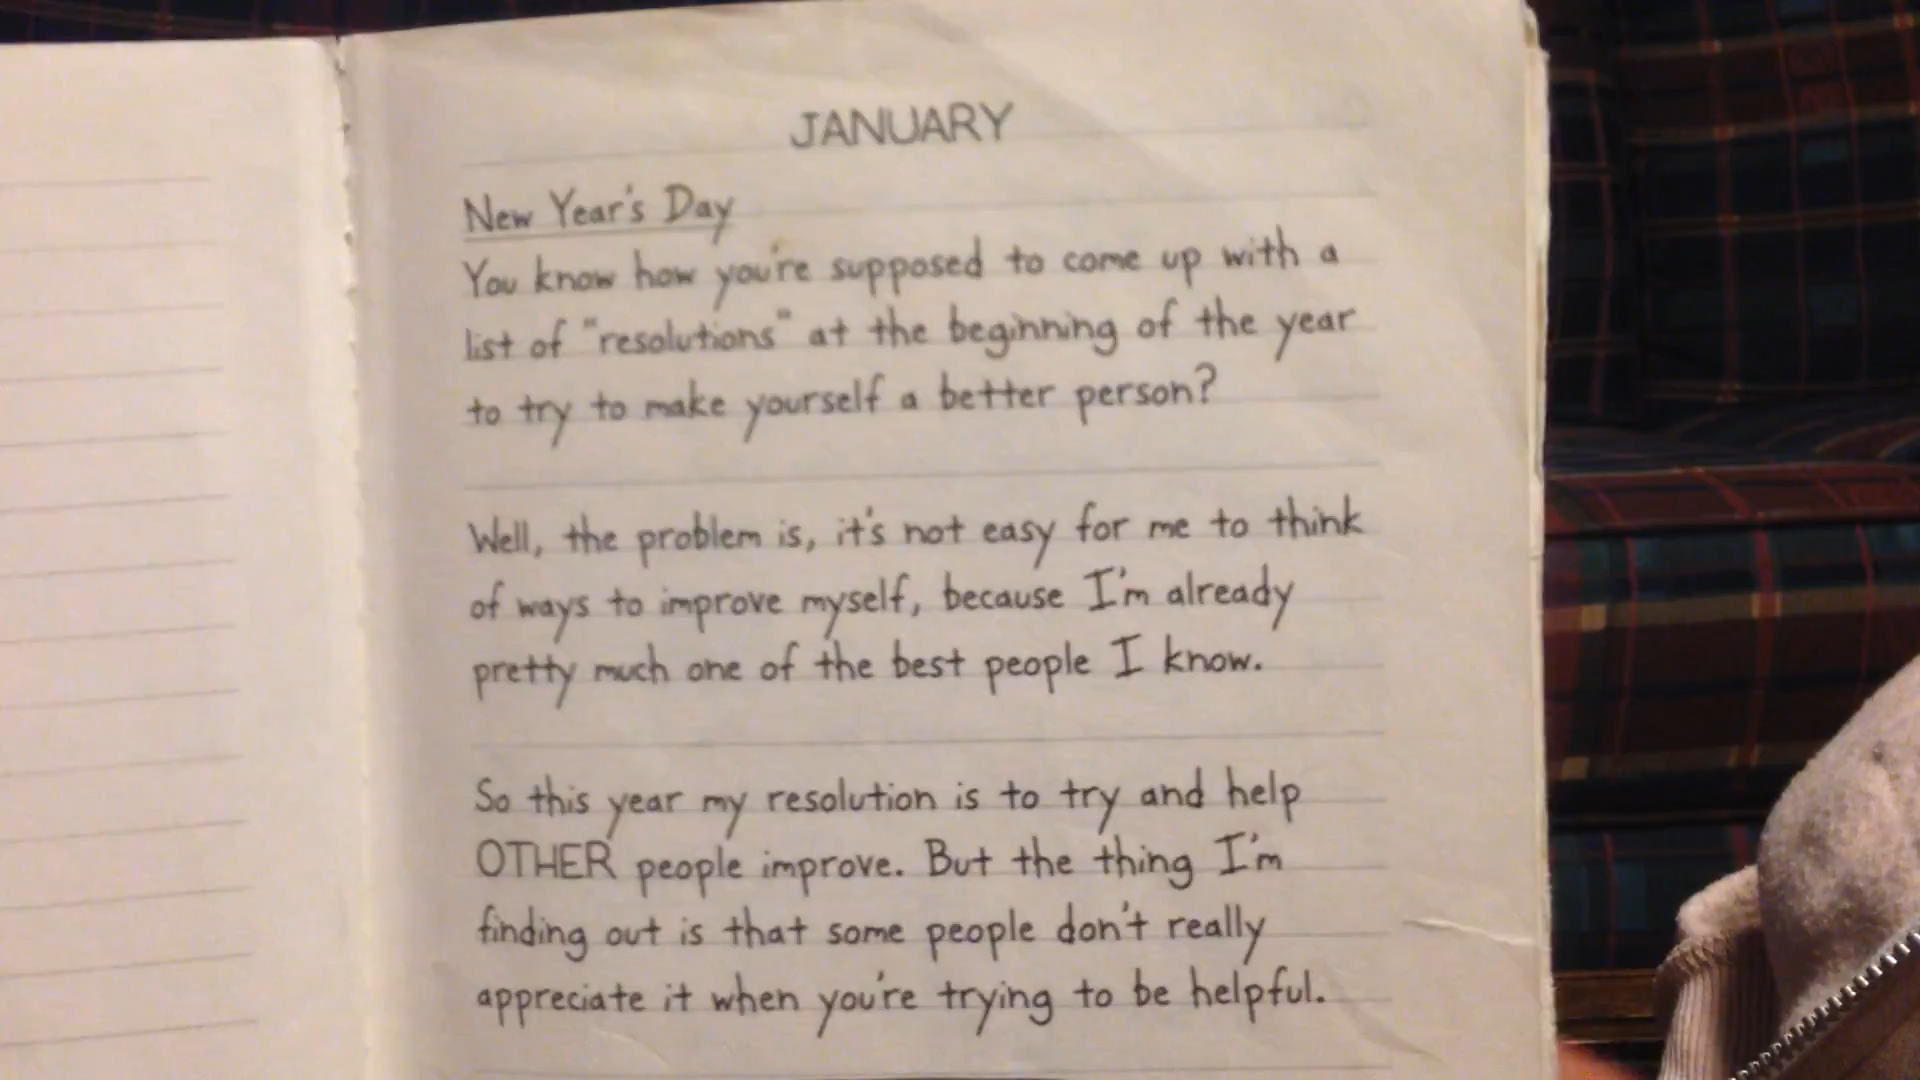 JANUARY
New Year's Day
You know how you're supposed to come up with a
list of "resolutions" at the beginning of the year
to try to make yourself a better person?
Well, the problem is, it's not easy for me to think
of ways to improve myself, because I'm already
pretty much one of the best people I know.
So this year my resolution is to try and help
OTHER people improve. But the thing I'm
finding out is that some people don't really
appreciate it when you're trying to be helpful.